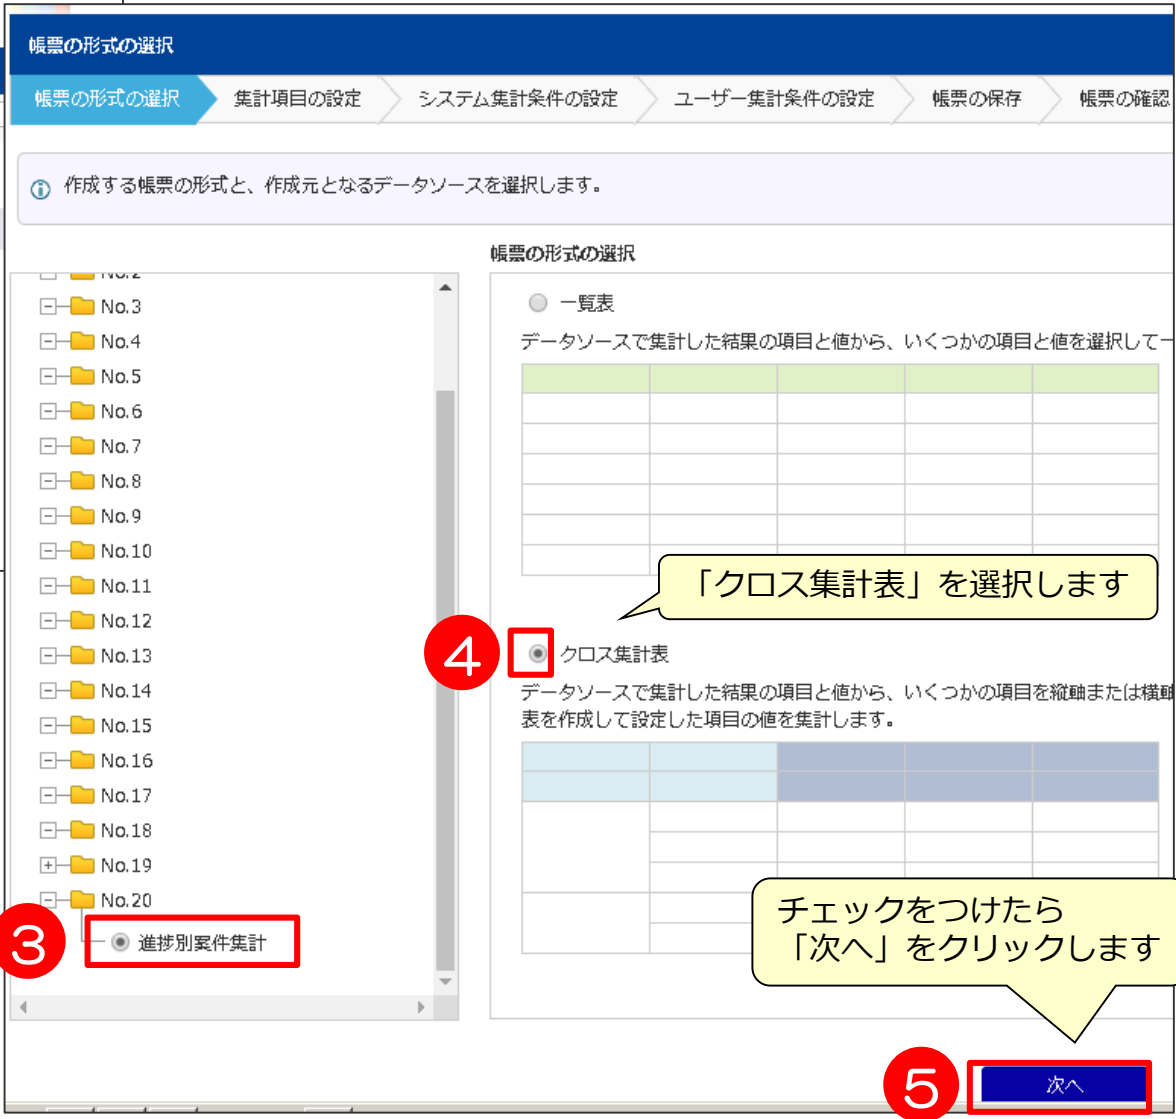 帳票の形式の選択
帳票の形式の選択 集計項目の設定 システム集計条件の設定 ユーザー集計条件の設定 帳票の保存 帳票の確認
作成する帳票の形式と、作成元となるデータソースを選択します。
帳票の形式の選択
No.2
No.3
No.4
No.5
No.6
No.7
No.8
No.9
No.10
No.11
No.12
No.13
No.14
No.15
No.16
No.17
No.18
No.19
No.20
3
進捗別案件集計
一覧表
データソースで集計した結果の項目と値から、いくつかの項目と値を選択して一
「クロス集計表」を選択します
4
クロス集計表
データソースで集計した結果の項目と値から、いくつかの項目を縦軸または横軸
表を作成して設定した項目の値を集計します。
チェックをつけたら
「次へ」をクリックします
5
次へ